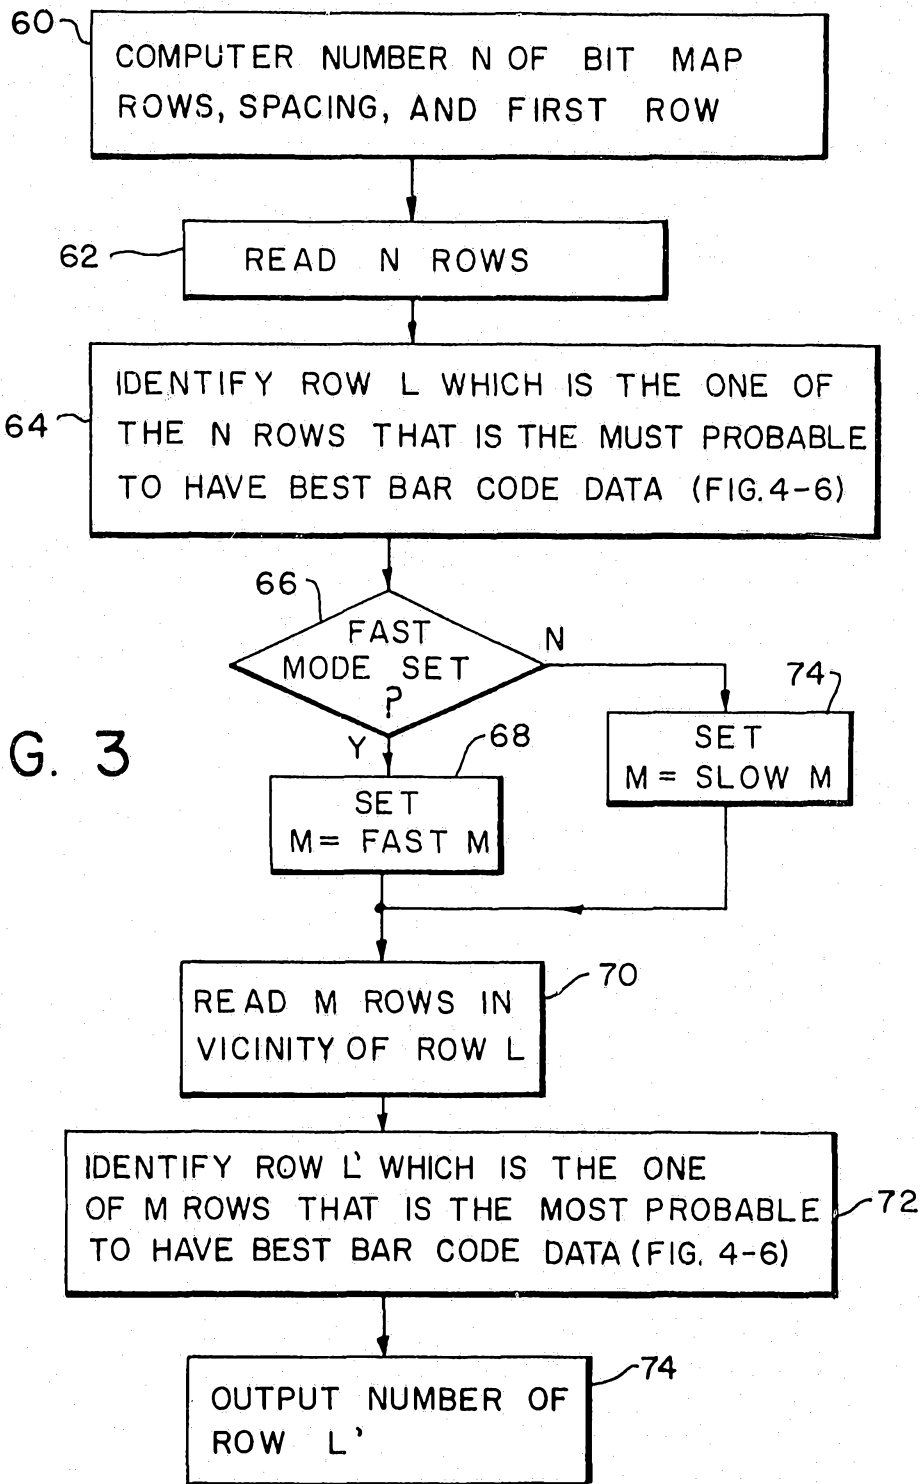 60
COMPUTER NUMBER N OF BIT MAP
ROWS, SPACING, AND FIRST ROW
62
READ N ROWS
64
IDENTIFY ROW L WHICH IS THE ONE OF
THE N ROWS THAT IS THE MUST PROBABLE
TO HAVE BEST BAR CODE DATA (FIG.4-6)
66
FAST
MODE SET
?
N
Y
74
SET
M= SLOW M
68
SET
M= FAST M
G. 3
70
READ M ROWS IN
VICINITY OF ROW L
72
IDENTIFY ROW L' WHICH IS THE ONE
OF M ROWS THAT IS THE MOST PROBABLE
TO HAVE BEST BAR CODE DATA (FIG. 4-6)
74
OUTPUT NUMBER OF
ROW L'